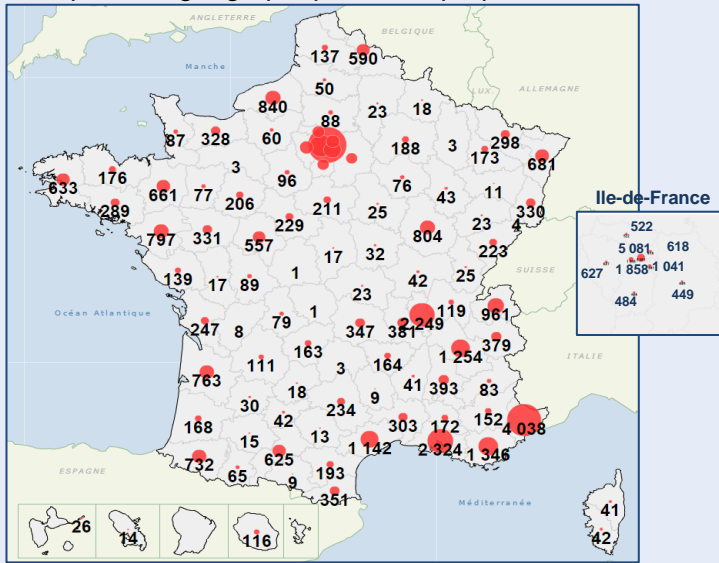 ANGLETERRE
BELGIQUE
Manche
137 590
LUX.
ALLEMAGNE
50
840 88 23 18
87 328 60 188 3 298
173 681
3
633 176 661 77 96 76 43 11
Ile-de-France
289 206 211 330
522
797 331 229 25 23 4
5 081 618
557 804 223
627 1 858 1 041
139 17 32
484 449
17 89 1 42 25
SUISSE
Océan Atlantique
23
247 8 79 1 347 381 2 249 119 961
163 379
ITALIE
763 111 3 164 1 254
18 41 393 83
30 234 9
168 42 303 172 152 4 038
15 13
732 625 1 142 2 324 1 346
65 193
ESPAGNE
9
351
Méditerranée
41
26 14 116 42